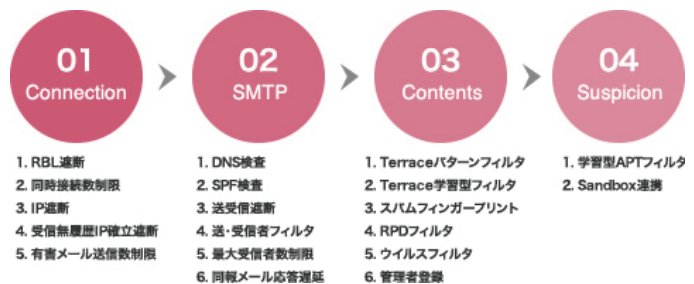 01
Connection
02
SMTP
03
Contents
04
Suspicion
1. RBL遮断
2. 同時接続数制限
3. IP遮断
4. 受信無履歴IP確立遮断
5. 有害メール送信数制限
1. DNS検査
2. SPF検査
3. 送受信遮断
4. 送・受信者フィルタ
5. 最大受信者数制限
6. 同報メール応答遅延
1. Terraceパターンフィルタ
2. Terrace学習型フィルタ
3. スパムフィンガープリント
4. RPDフィルタ
5. ウイルスフィルタ
6. 管理者登録
1. 学習型APTフィルタ
2. Sandbox連携